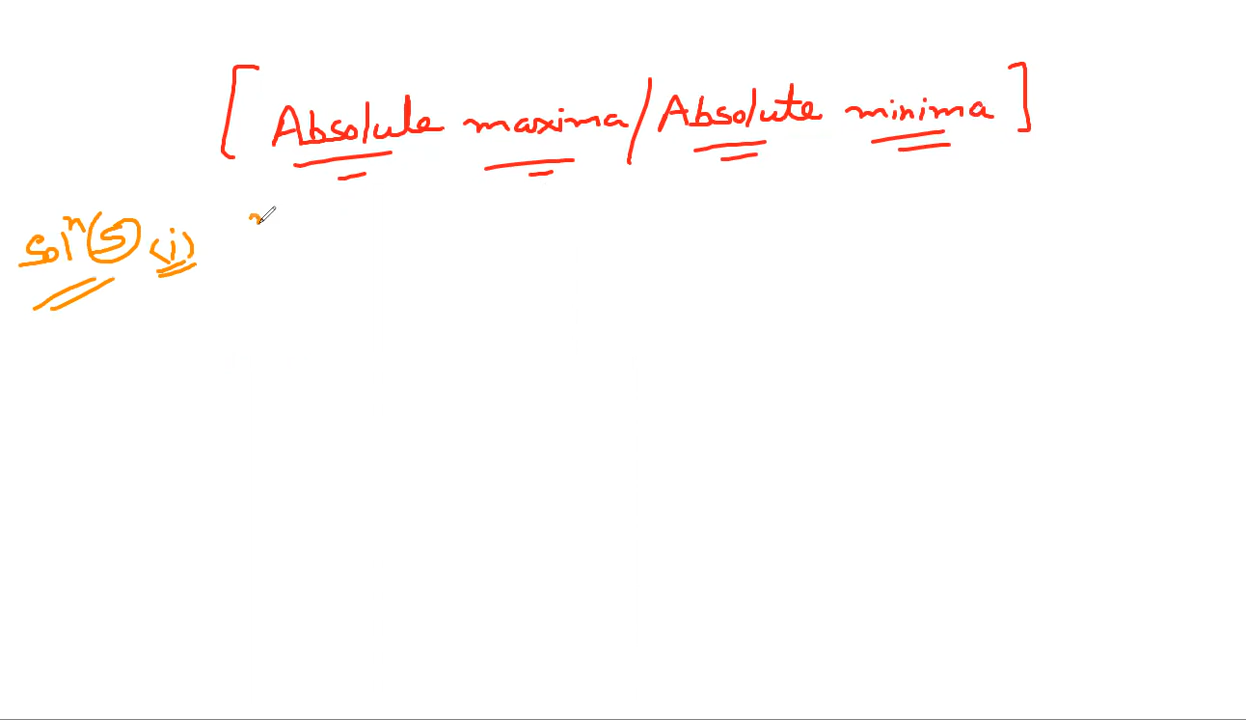 [ Absolute maxima / Absolute minima ]
Solⁿ (5) (i)